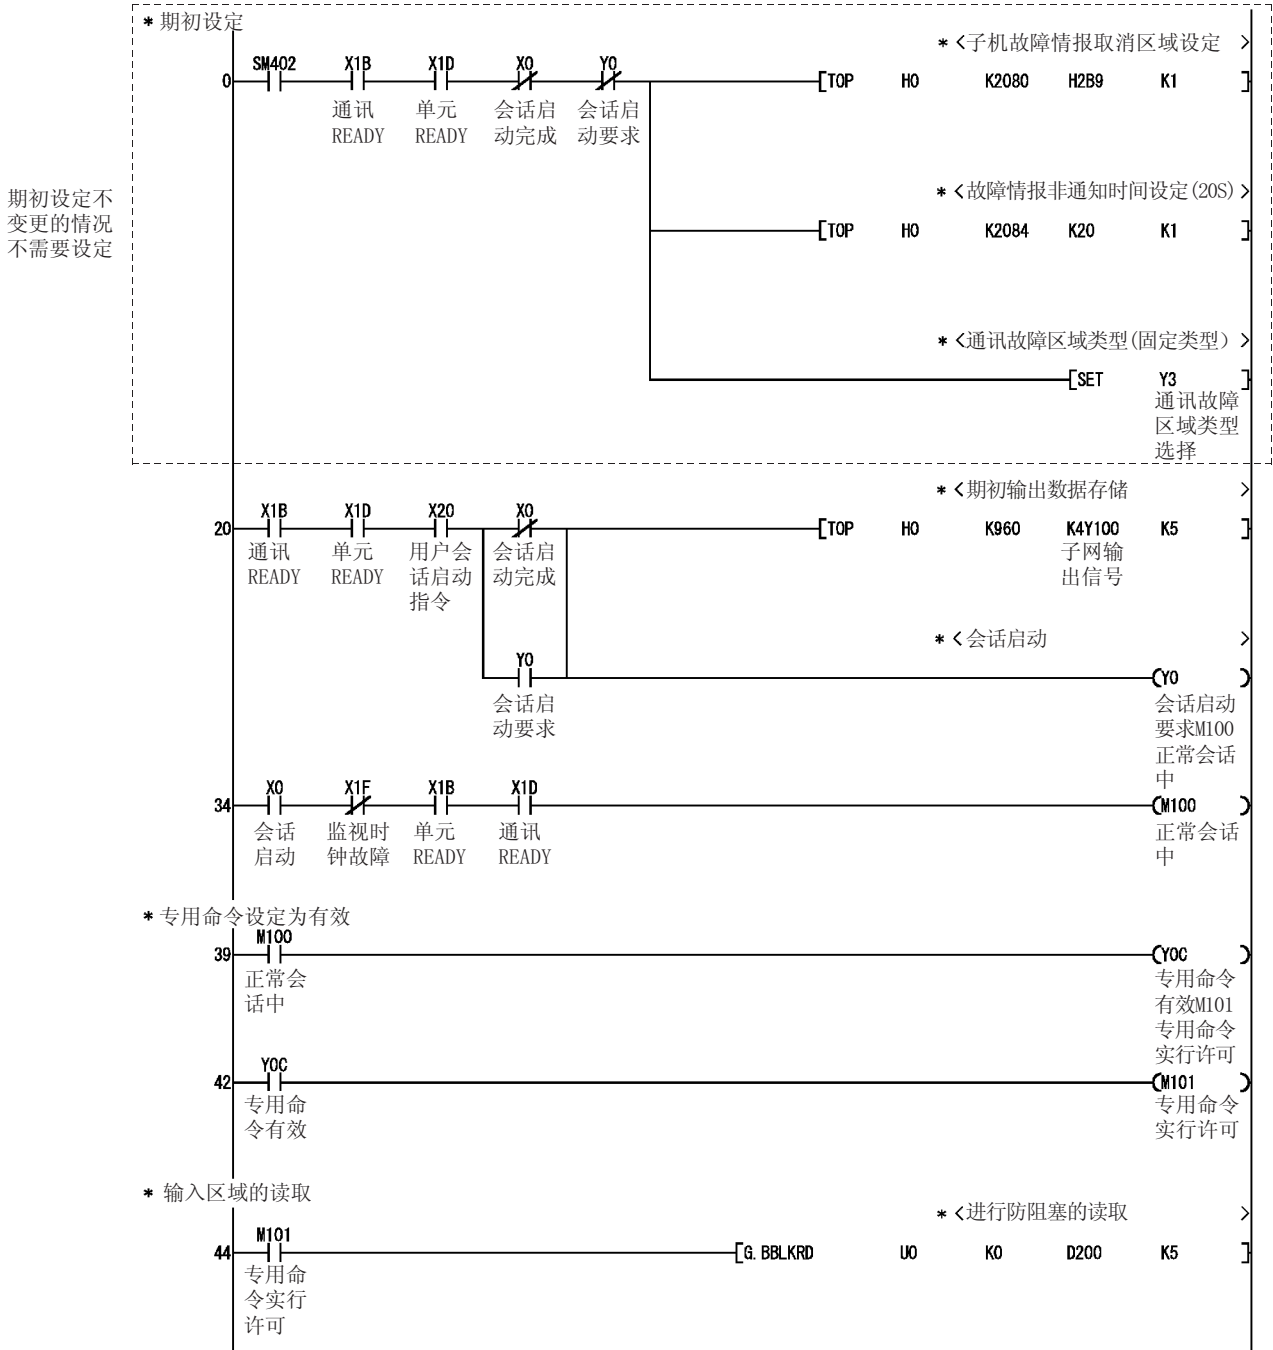 * 期初设定
* <子机故障情报取消区域设定 >
SM402 X1B X1D X0 Y0
0 [TOP H0 K2080 H2B9 K1 ]
通讯 单元 会话启 会话启
READY READY 动完成 动要求
期初设定不
变更的情况
不需要设定
* <故障情报非通知时间设定(20S) >
[TOP H0 K2084 K20 K1 ]
* <通讯故障区域类型(固定类型) >
[SET Y3 ]
通讯故障
区域类型
选择
* <期初输出数据存储 >
X1B X1D X20 X0
20 [TOP H0 K960 K4Y100 K5 ]
通讯 单元 用户会 会话启 子网输
READY READY 话启动 动完成 出信号
指令
* <会话启动 >
Y0
(Y0 )
会话启 会话启动
动要求 要求M100
正常会话
中
X0 X1F X1B X1D
34 (M100 )
会话 监视时 单元 通讯 正常会话
启动 钟故障 READY READY 中
* 专用命令设定为有效
M100
39 (Y0C )
正常会 专用命令
话中 有效M101
专用命令
实行许可
Y0C
42 (M101 )
专用命 专用命令
令有效 实行许可
* 输入区域的读取
* <进行防阻塞的读取 >
M101
44 [G.BBLKRD U0 K0 D200 K5 ]
专用命
令实行
许可